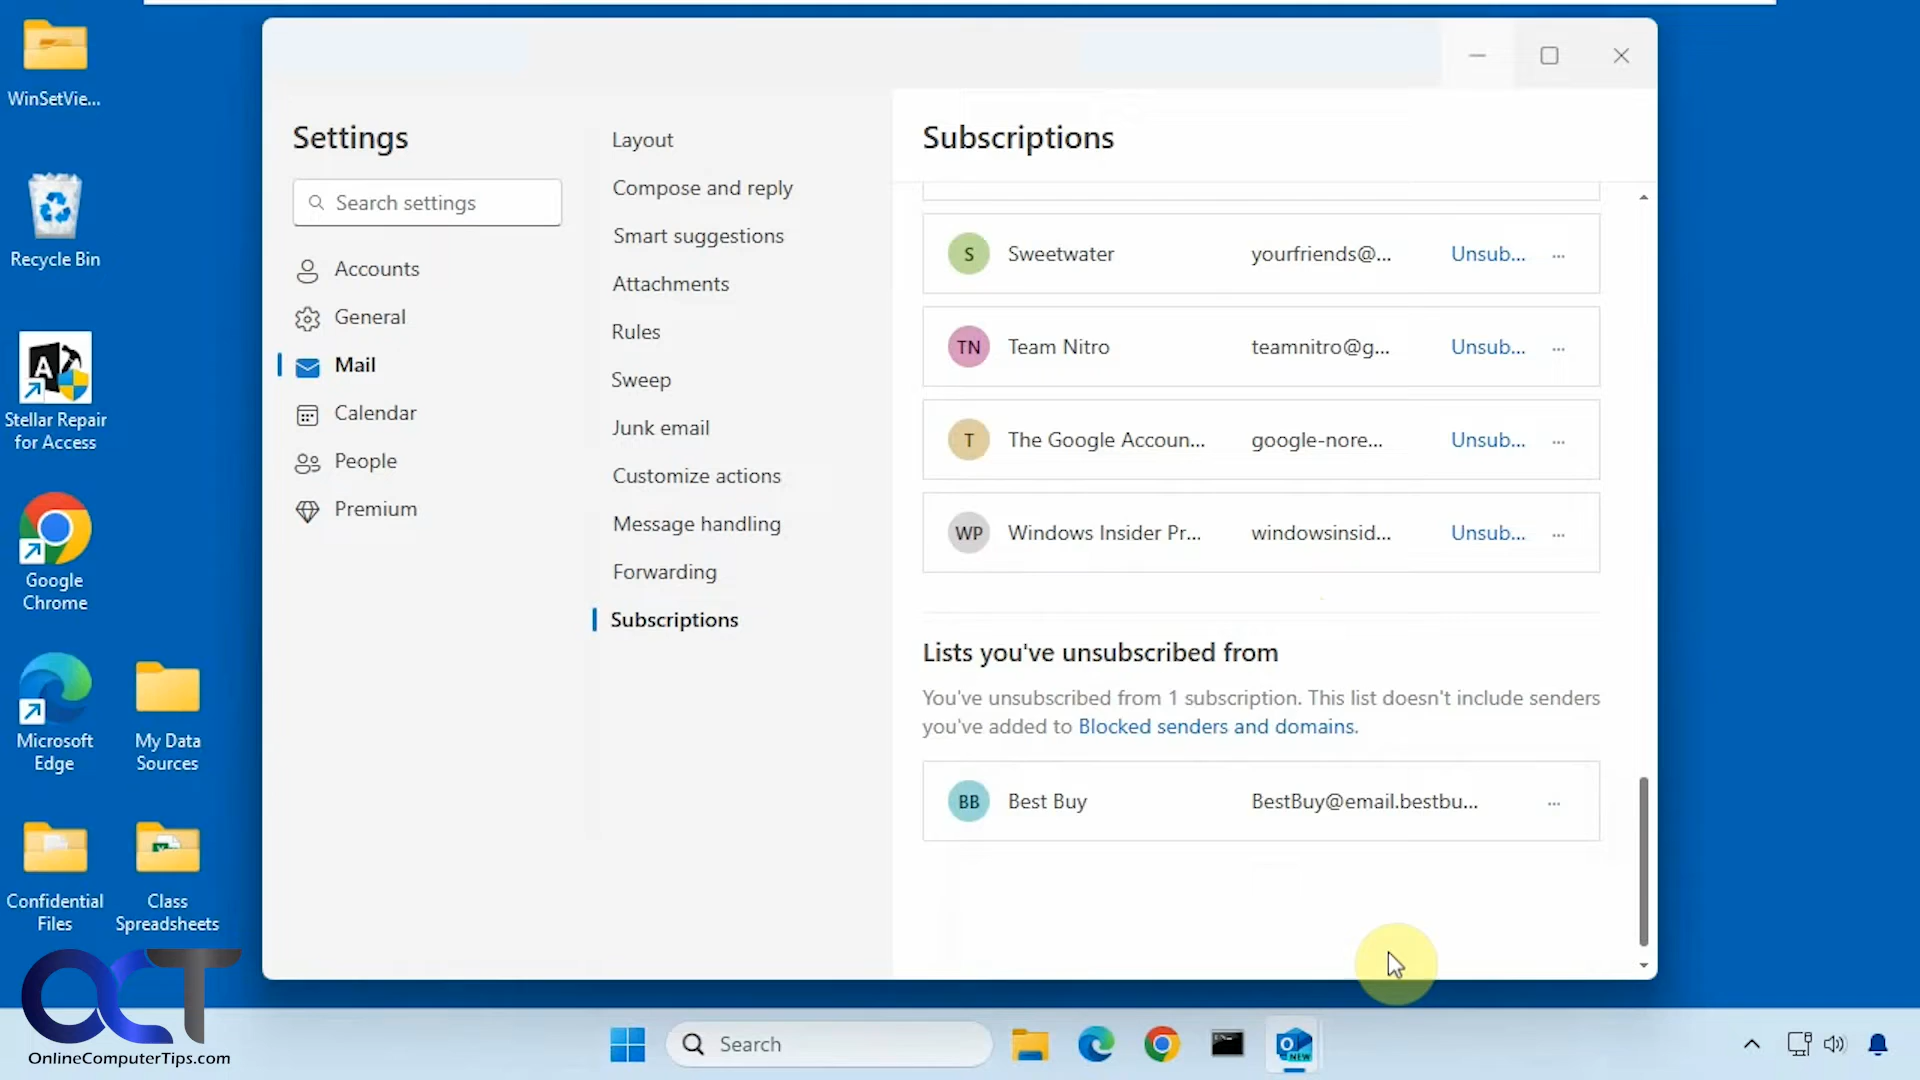 WinSetVie...
Recycle Bin
Stellar Repair
for Access
Google
Chrome
Microsoft
Edge
My Data
Sources
Confidential
Files
Class
Spreadsheets
OCT
OnlineComputerTips.com
Settings
Search settings
Accounts
General
Mail
Calendar
People
Premium
Layout
Compose and reply
Smart suggestions
Attachments
Rules
Sweep
Junk email
Customize actions
Message handling
Forwarding
Subscriptions
Subscriptions
S Sweetwater yourfriends@... Unsub... ...
TN Team Nitro teamnitro@g... Unsub... ...
T The Google Accoun... google-nore... Unsub... ...
WP Windows Insider Pr... windowsinsid... Unsub... ...
Lists you've unsubscribed from
You've unsubscribed from 1 subscription. This list doesn't include senders
you've added to Blocked senders and domains.
BB Best Buy BestBuy@email.bestbu... ...
Search
NEW